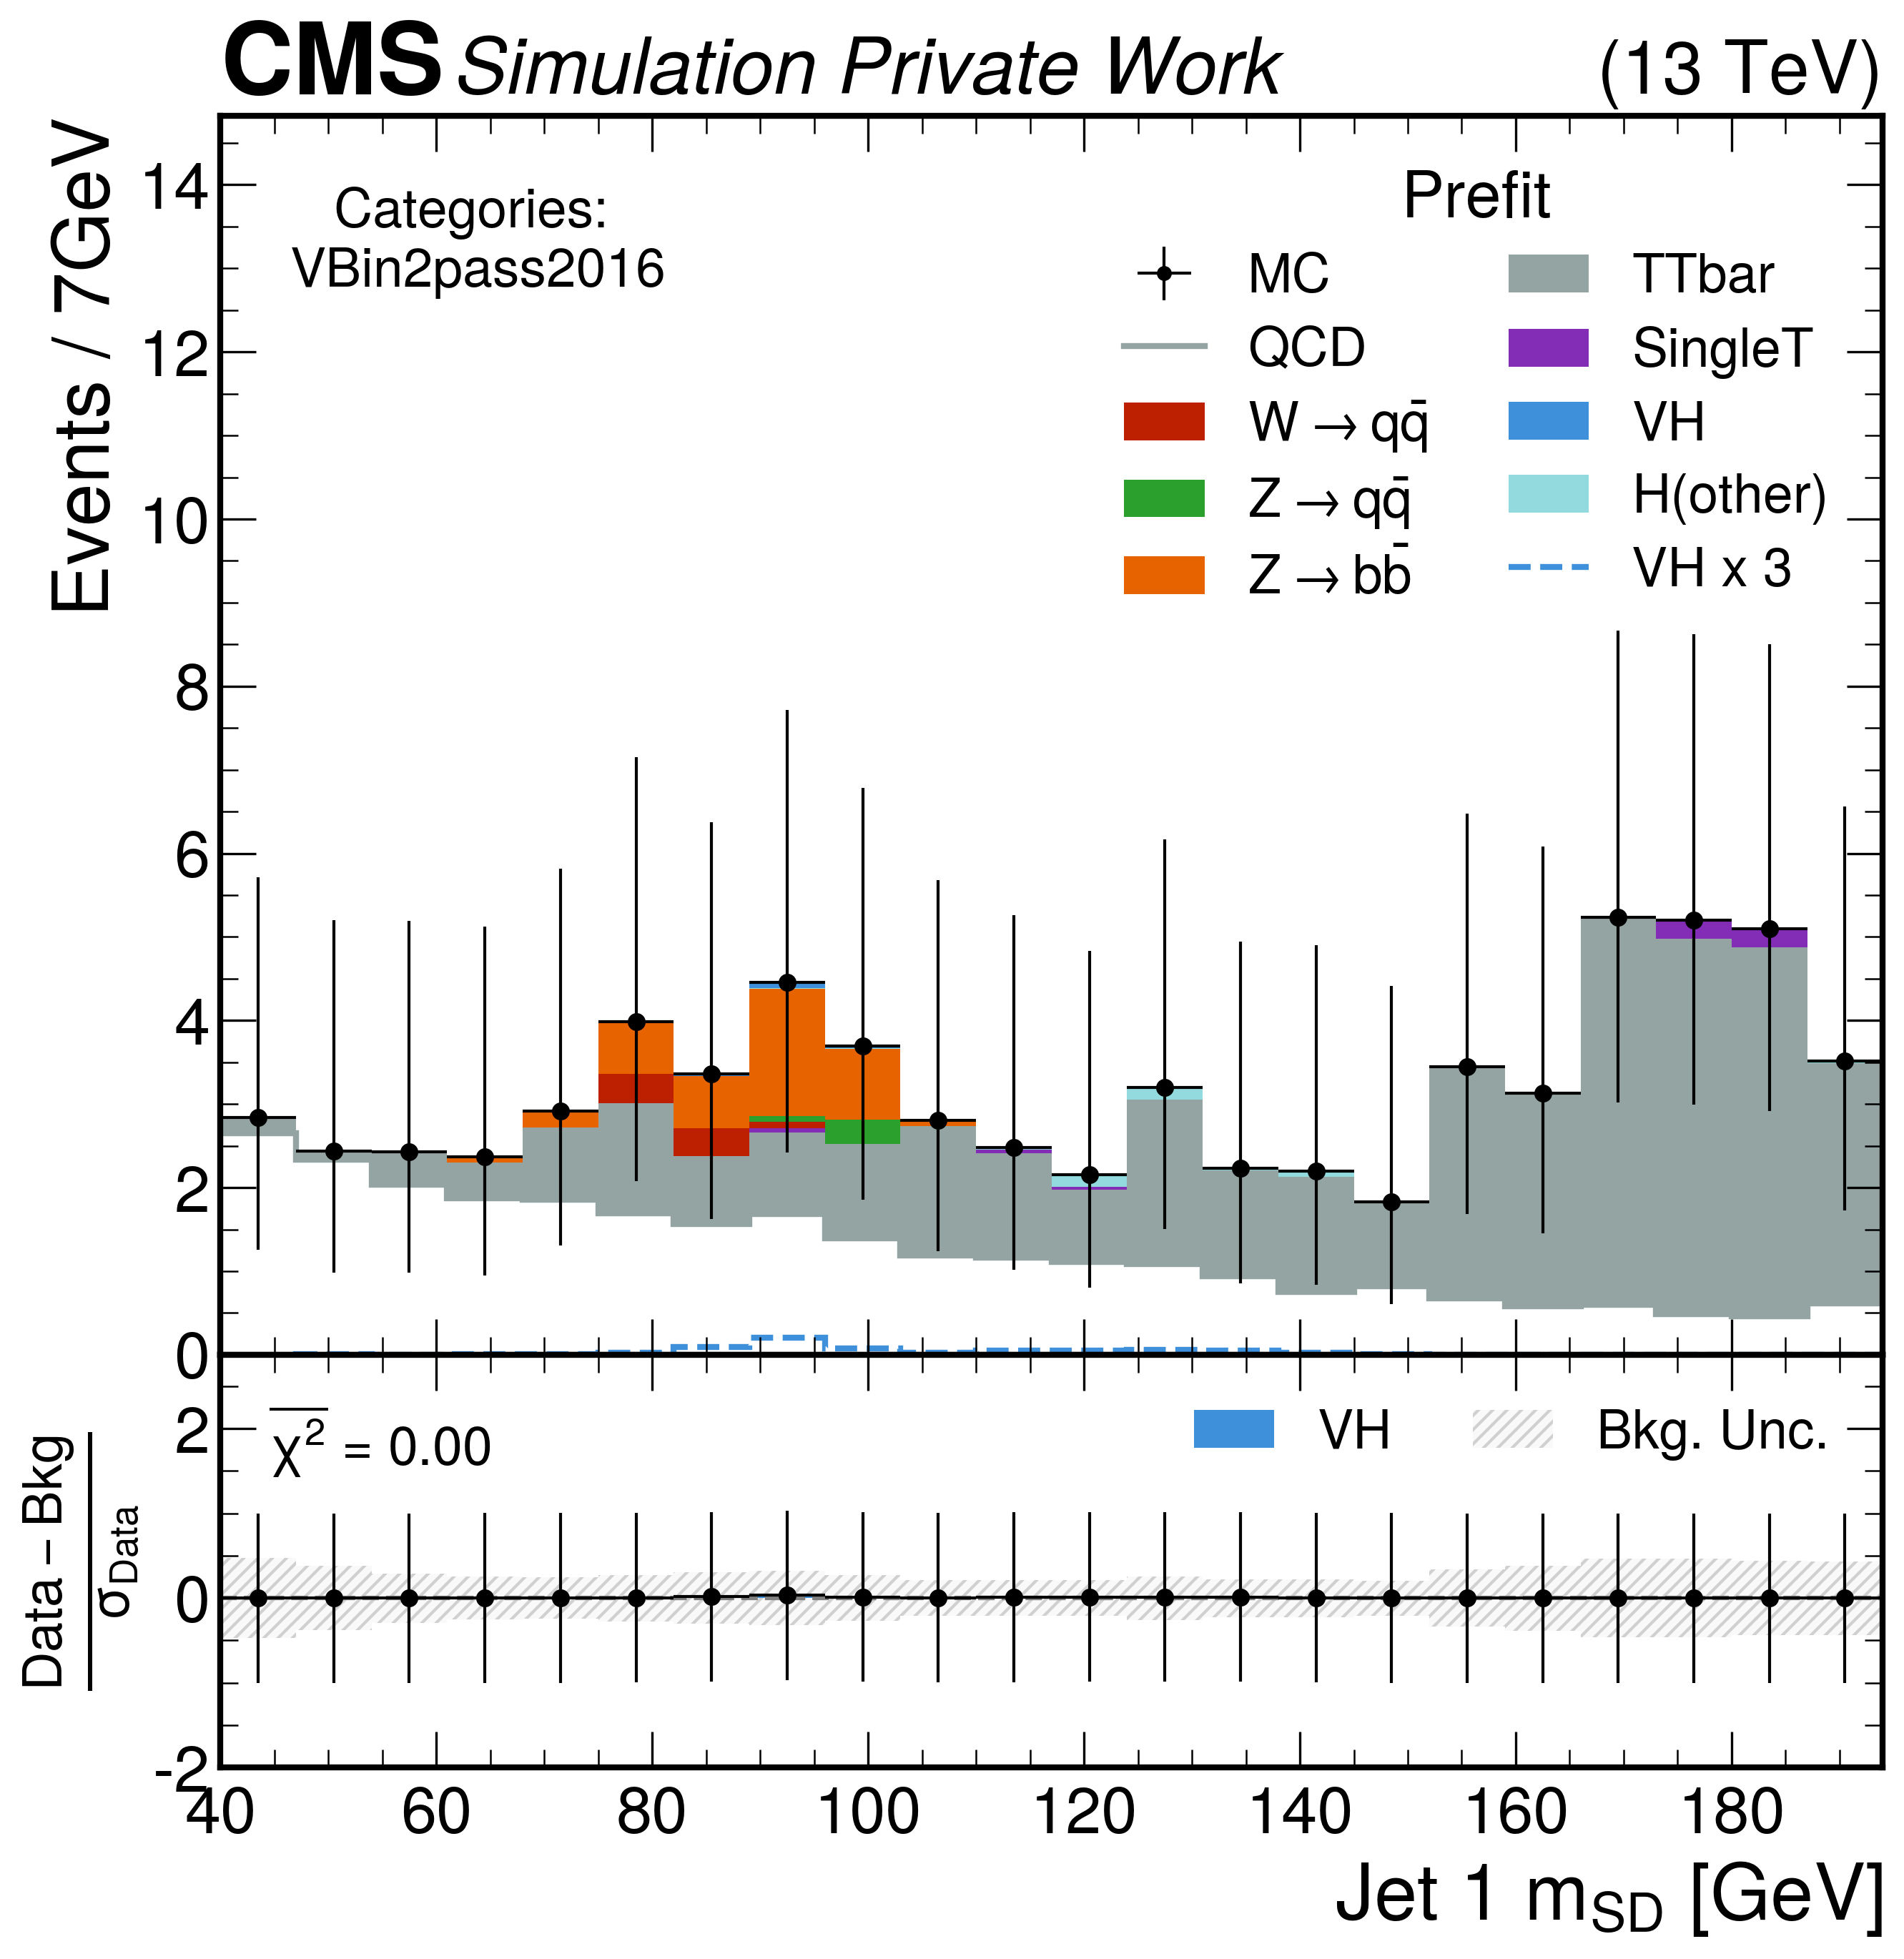 CMS Simulation Private Work (13 TeV)
Events / 7GeV
14
12
10
8
6
4
2
0
Categories:
VBin2pass2016
Prefit
MC
QCD
W → qq̄
Z → qq̄
Z → bb̄
TTbar
SingleT
VH
H(other)
VH x 3
Data − Bkg
σData
2
0
-2
χ² = 0.00
VH
Bkg. Unc.
40 60 80 100 120 140 160 180
Jet 1 mSD [GeV]